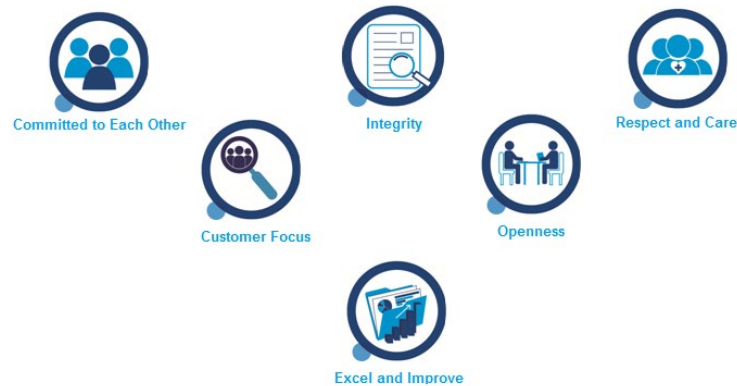 Committed to Each Other
Integrity
Respect and Care
Customer Focus
Openness
Excel and Improve